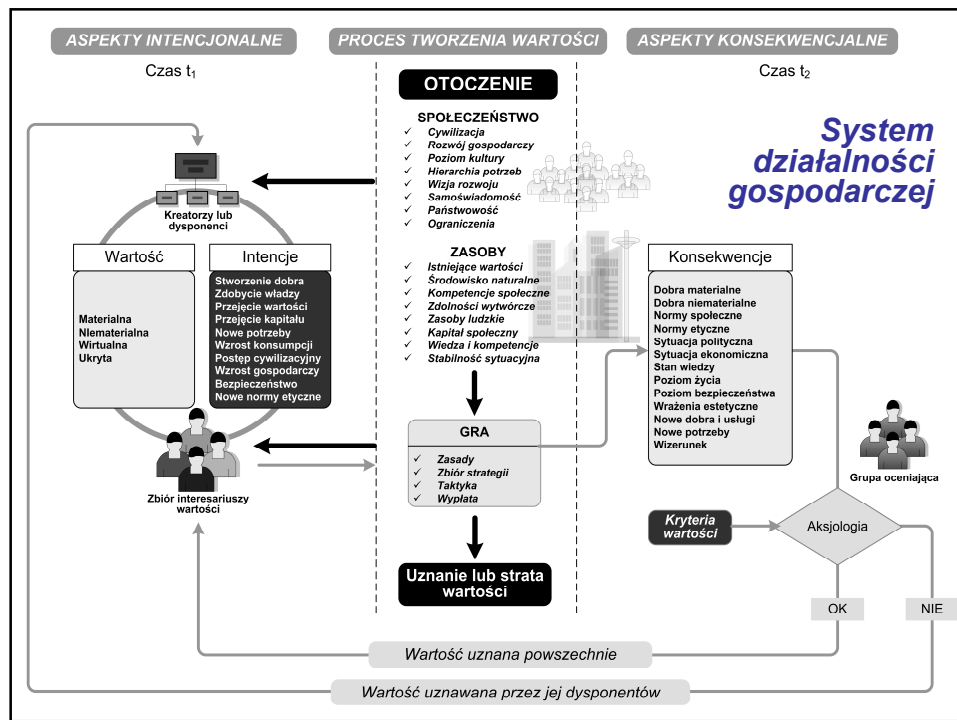 ASPEKTY INTENCJONALNE
PROCES TWORZENIA WARTOŚCI
ASPEKTY KONSEKWENCJALNE
Czas t₁
Czas t₂
OTOCZENIE
System
działalności
gospodarczej
SPOŁECZEŃSTWO
✓ Cywilizacja
✓ Rozwój gospodarczy
✓ Poziom kultury
✓ Hierarchia potrzeb
✓ Wizja rozwoju
✓ Samoświadomość
✓ Państwowość
✓ Ograniczenia
Kreatorzy lub
dysponenci
Wartość
Materialna
NIematerialna
Wirtualna
Ukryta
Intencje
Stworzenie dobra
Zdobycie władzy
Przejęcie wartości
Przejęcie kapitału
Nowe potrzeby
Wzrost konsumpcji
Postęp cywilizacyjny
Wzrost gospodarczy
Bezpieczeństwo
Nowe normy etyczne
Zbiór interesariuszy
wartości
ZASOBY
✓ Istniejące wartości
✓ Środowisko naturalne
✓ Kompetencje społeczne
✓ Zdolności wytwórcze
✓ Zasoby ludzkie
✓ Kapitał społeczny
✓ Wiedza i kompetencje
✓ Stabilność sytuacyjna
GRA
✓ Zasady
✓ Zbiór strategii
✓ Taktyka
✓ Wypłata
Uznanie lub strata
wartości
Konsekwencje
Dobra materialne
Dobra niematerialne
Normy społeczne
Normy etyczne
Sytuacja polityczna
Sytuacja ekonomiczna
Stan wiedzy
Poziom życia
Poziom bezpieczeństwa
Wrażenia estetyczne
Nowe dobra i usługi
Nowe potrzeby
Wizerunek
Grupa oceniająca
Kryteria
wartości
Aksjologia
OK
NIE
Wartość uznana powszechnie
Wartość uznawana przez jej dysponentów